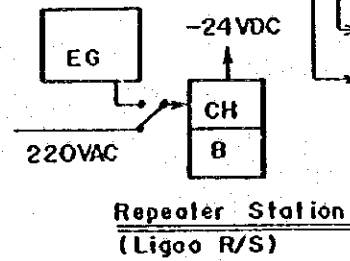 -24VDC
EG
CH
220VAC
B
Repeater Station
(Ligao R/S)